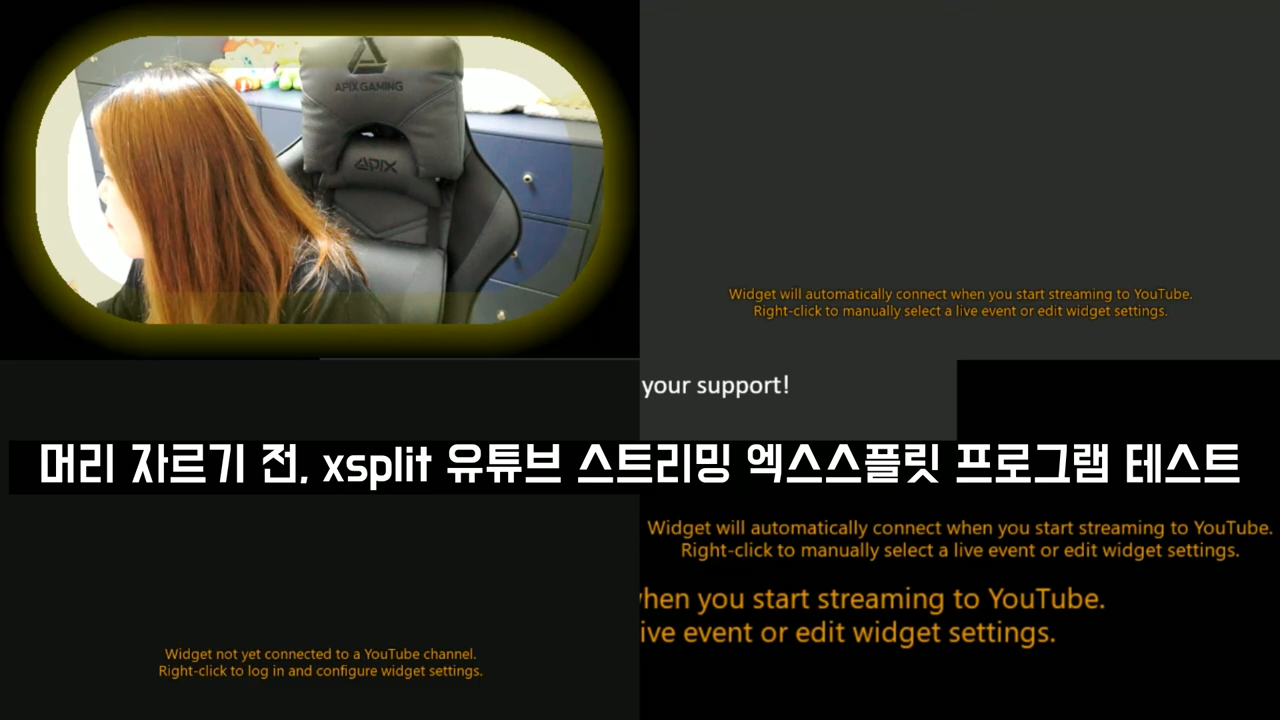 APIX GAMING
APIX
Widget will automatically connect when you start streaming to YouTube.
Right-click to manually select a live event or edit widget settings.
your support!
머리 자르기 전, xsplit 유튜브 스트리밍 엑스스플릿 프로그램 테스트
Widget will automatically connect when you start streaming to YouTube.
Right-click to manually select a live event or edit widget settings.
when you start streaming to YouTube.
live event or edit widget settings.
Widget not yet connected to a YouTube channel.
Right-click to log in and configure widget settings.